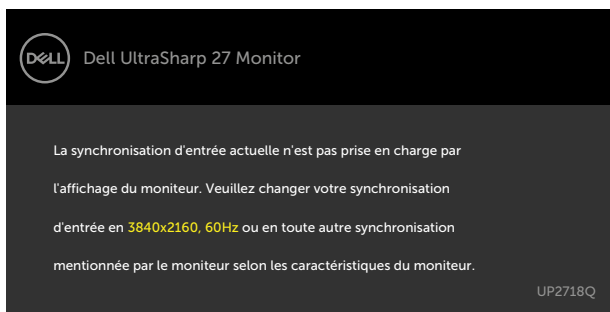 DELL
Dell UltraSharp 27 Monitor
La synchronisation d'entrée actuelle n'est pas prise en charge par
l'affichage du moniteur. Veuillez changer votre synchronisation
d'entrée en 3840x2160, 60Hz ou en toute autre synchronisation
mentionnée par le moniteur selon les caractéristiques du moniteur.
UP2718Q